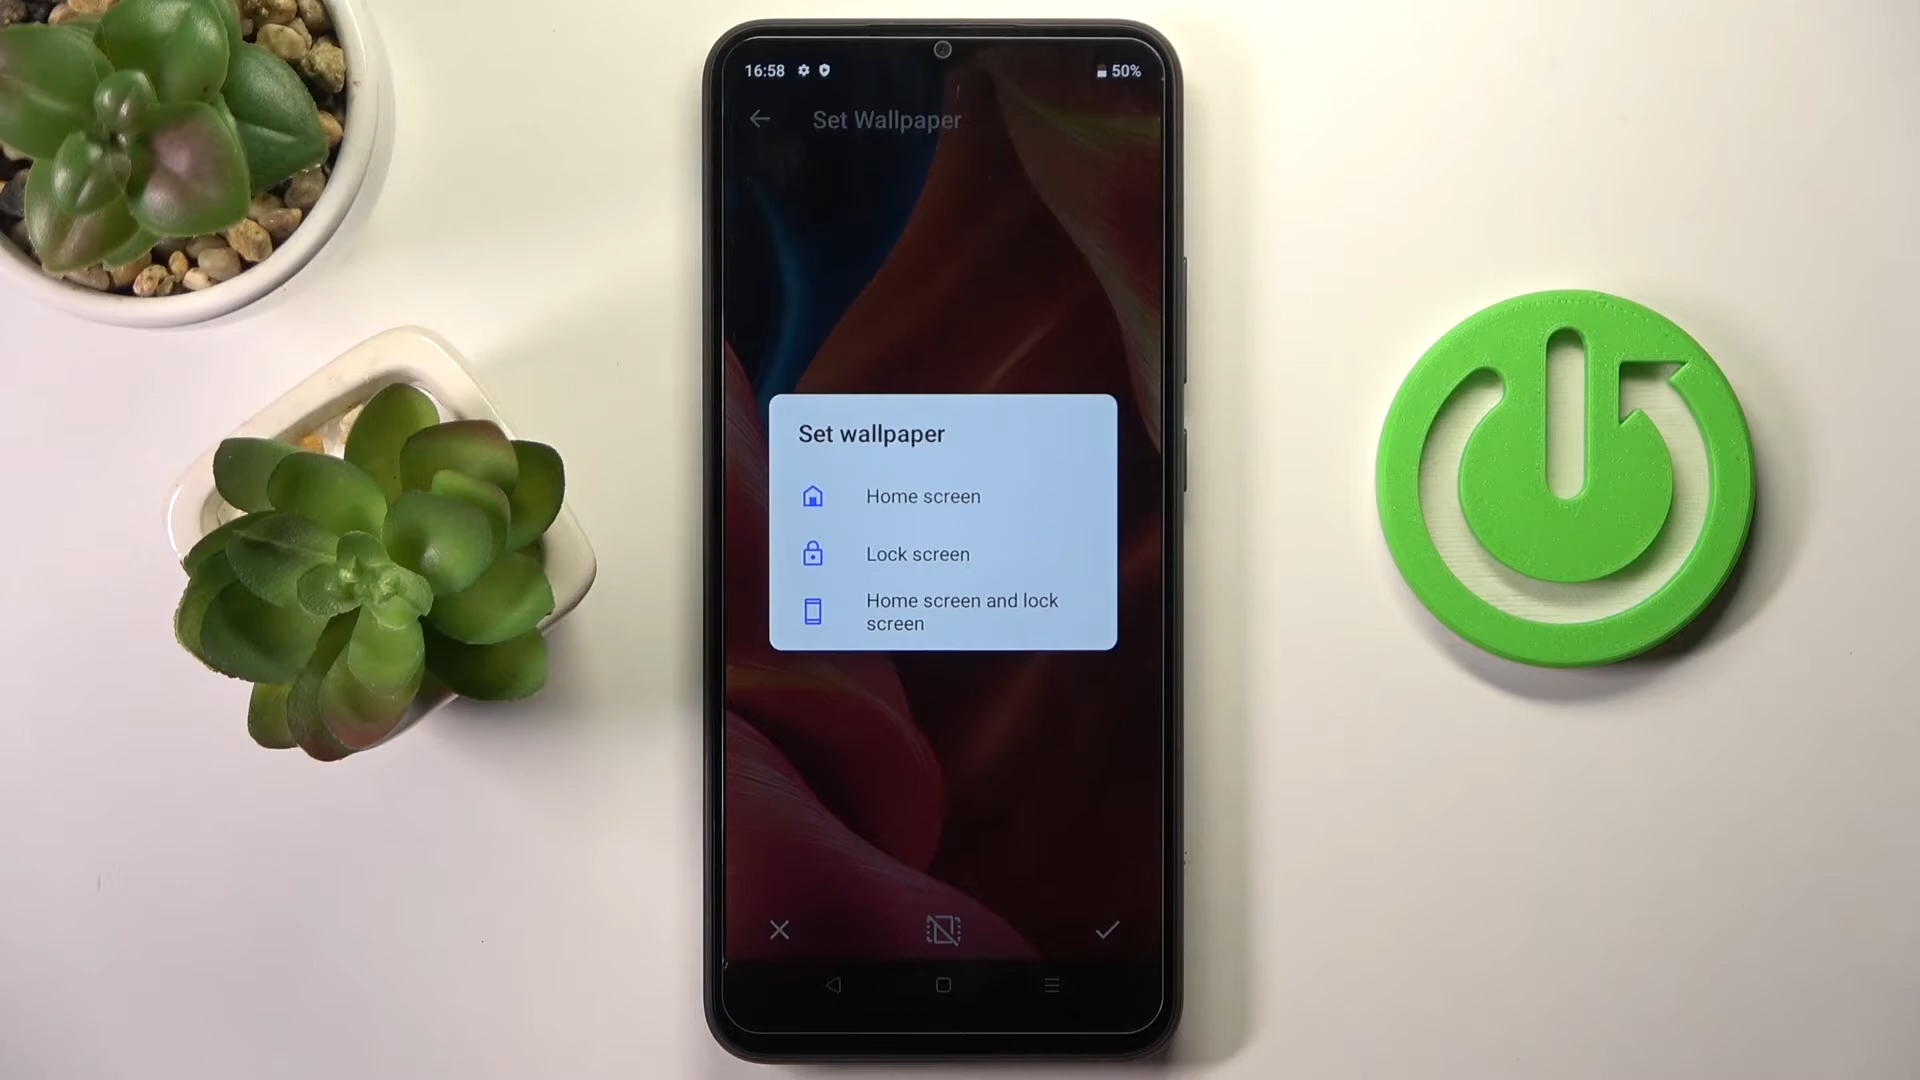 16:58
50%
Set Wallpaper
Set wallpaper
Home screen
Lock screen
Home screen and lock
screen